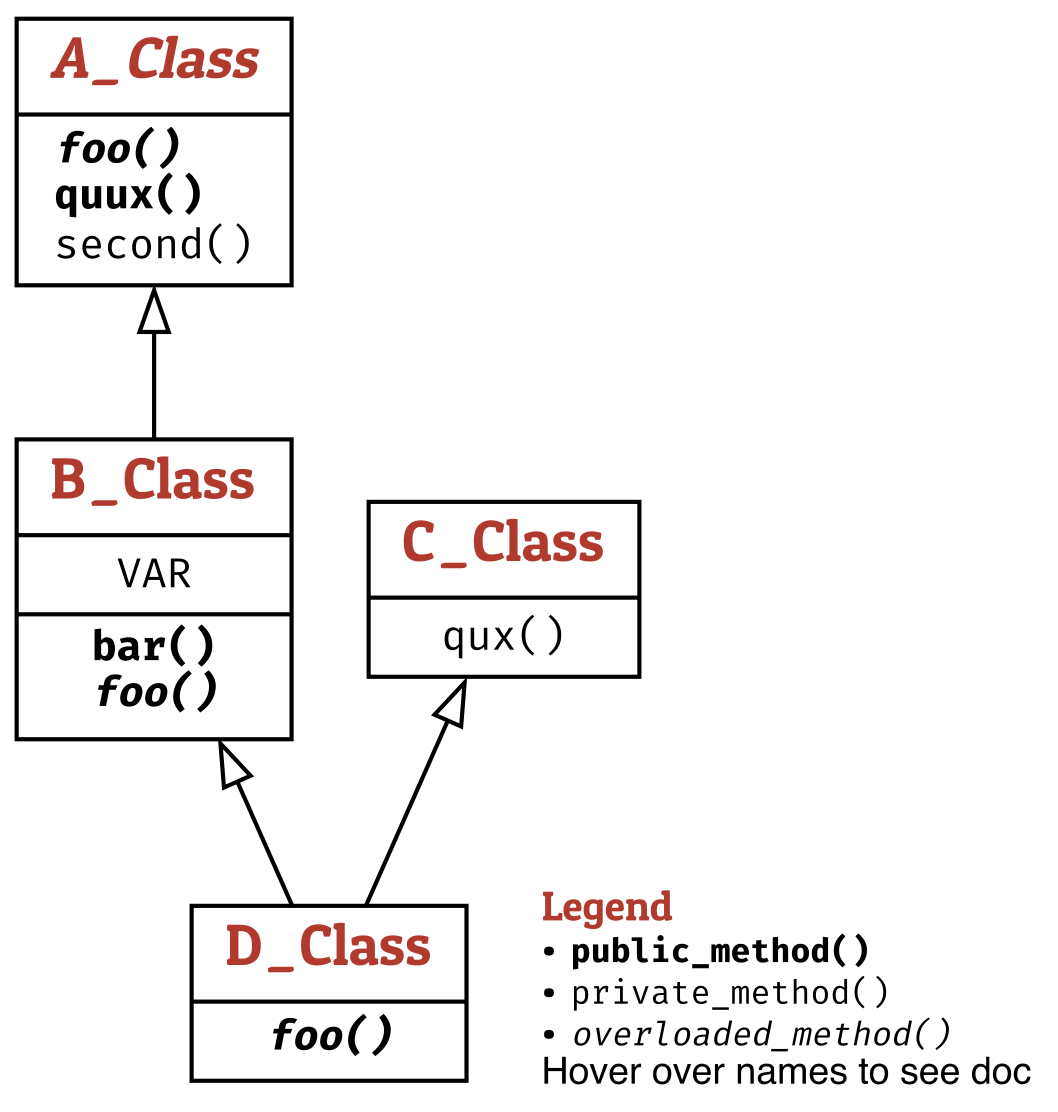 A_Class
foo()
quux()
second()
B_Class
VAR
bar()
foo()
C_Class
qux()
D_Class
foo()
Legend
• public_method()
• private_method()
• overloaded_method()
Hover over names to see doc